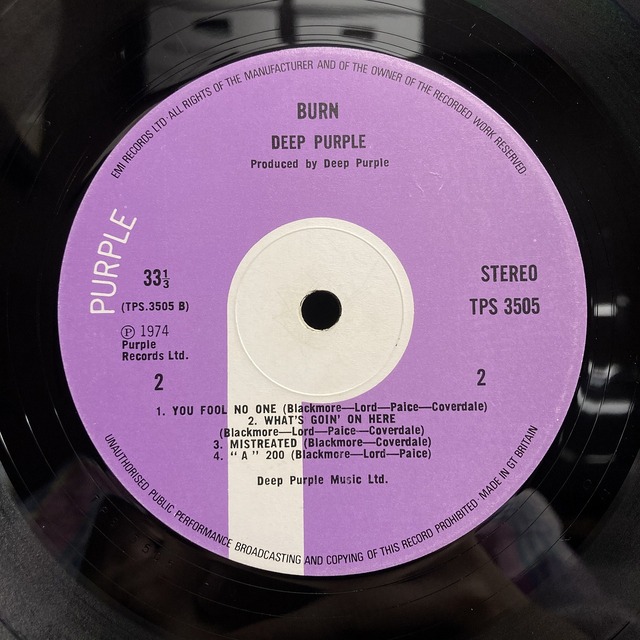 EMI RECORDS LTD·ALL RIGHTS OF THE MANUFACTURER AND OF THE OWNER OF THE RECORDED WORK RESERVED·
BURN
DEEP PURPLE
Produced by Deep Purple
PURPLE
33⅓
(TPS.3505 B)
STEREO
TPS 3505
Ⓟ 1974
Purple
Records Ltd.
2
2
1. YOU FOOL NO ONE (Blackmore—Lord—Paice—Coverdale)
2. WHAT'S GOIN' ON HERE
(Blackmore—Lord—Paice—Coverdale)
3. MISTREATED (Blackmore—Coverdale)
4. "A" 200 (Blackmore—Lord—Paice)
Deep Purple Music Ltd.
UNAUTHORISED PUBLIC PERFORMANCE BROADCASTING AND COPYING OF THIS RECORD PROHIBITED·MADE IN GT BRITAIN